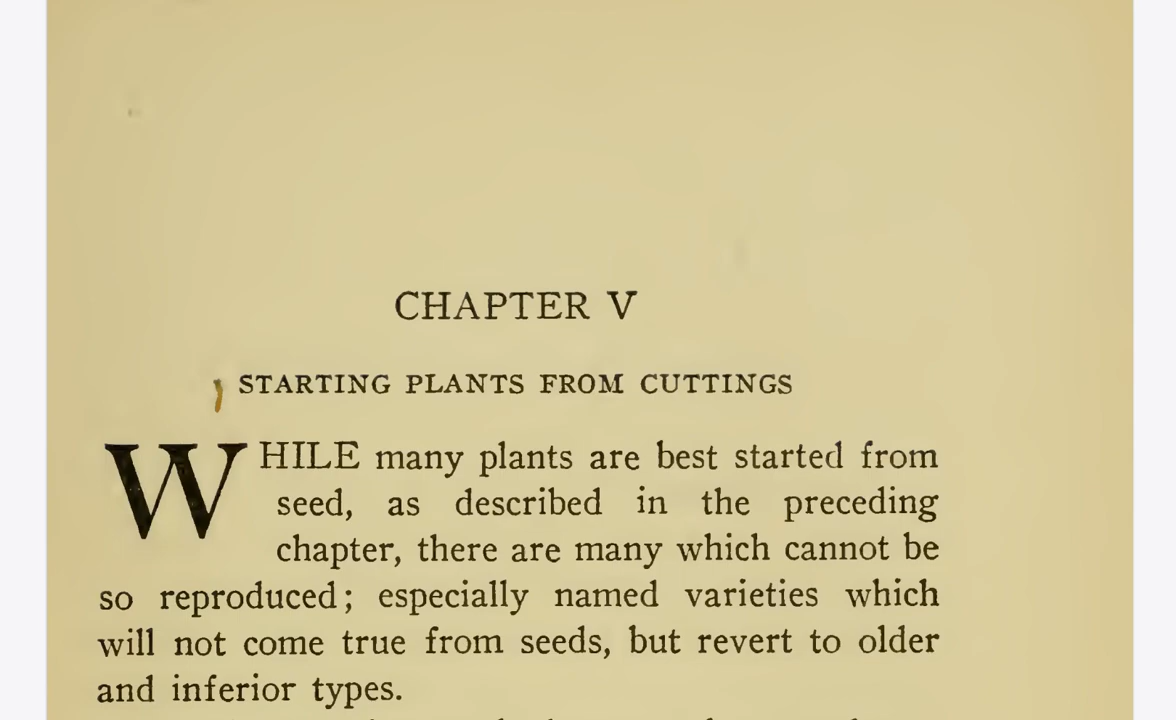 CHAPTER V
STARTING PLANTS FROM CUTTINGS
WHILE many plants are best started from
seed, as described in the preceding
chapter, there are many which cannot be
so reproduced; especially named varieties which
will not come true from seeds, but revert to older
and inferior types.